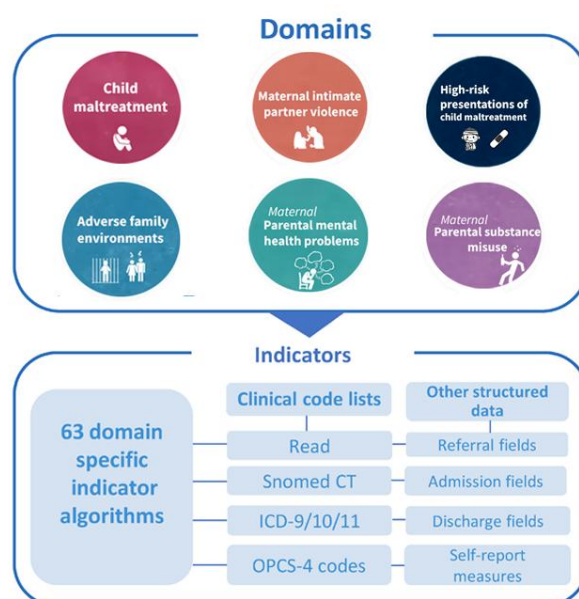 Domains
Child
maltreatment
Maternal intimate
partner violence
High-risk
presentations of
child maltreatment
Adverse family
environments
Maternal
Parental mental
health problems
Maternal
Parental substance
misuse
Indicators
63 domain
specific
indicator
algorithms
Clinical code lists
Other structured
data
Read
Referral fields
Snomed CT
Admission fields
ICD-9/10/11
Discharge fields
OPCS-4 codes
Self-report
measures